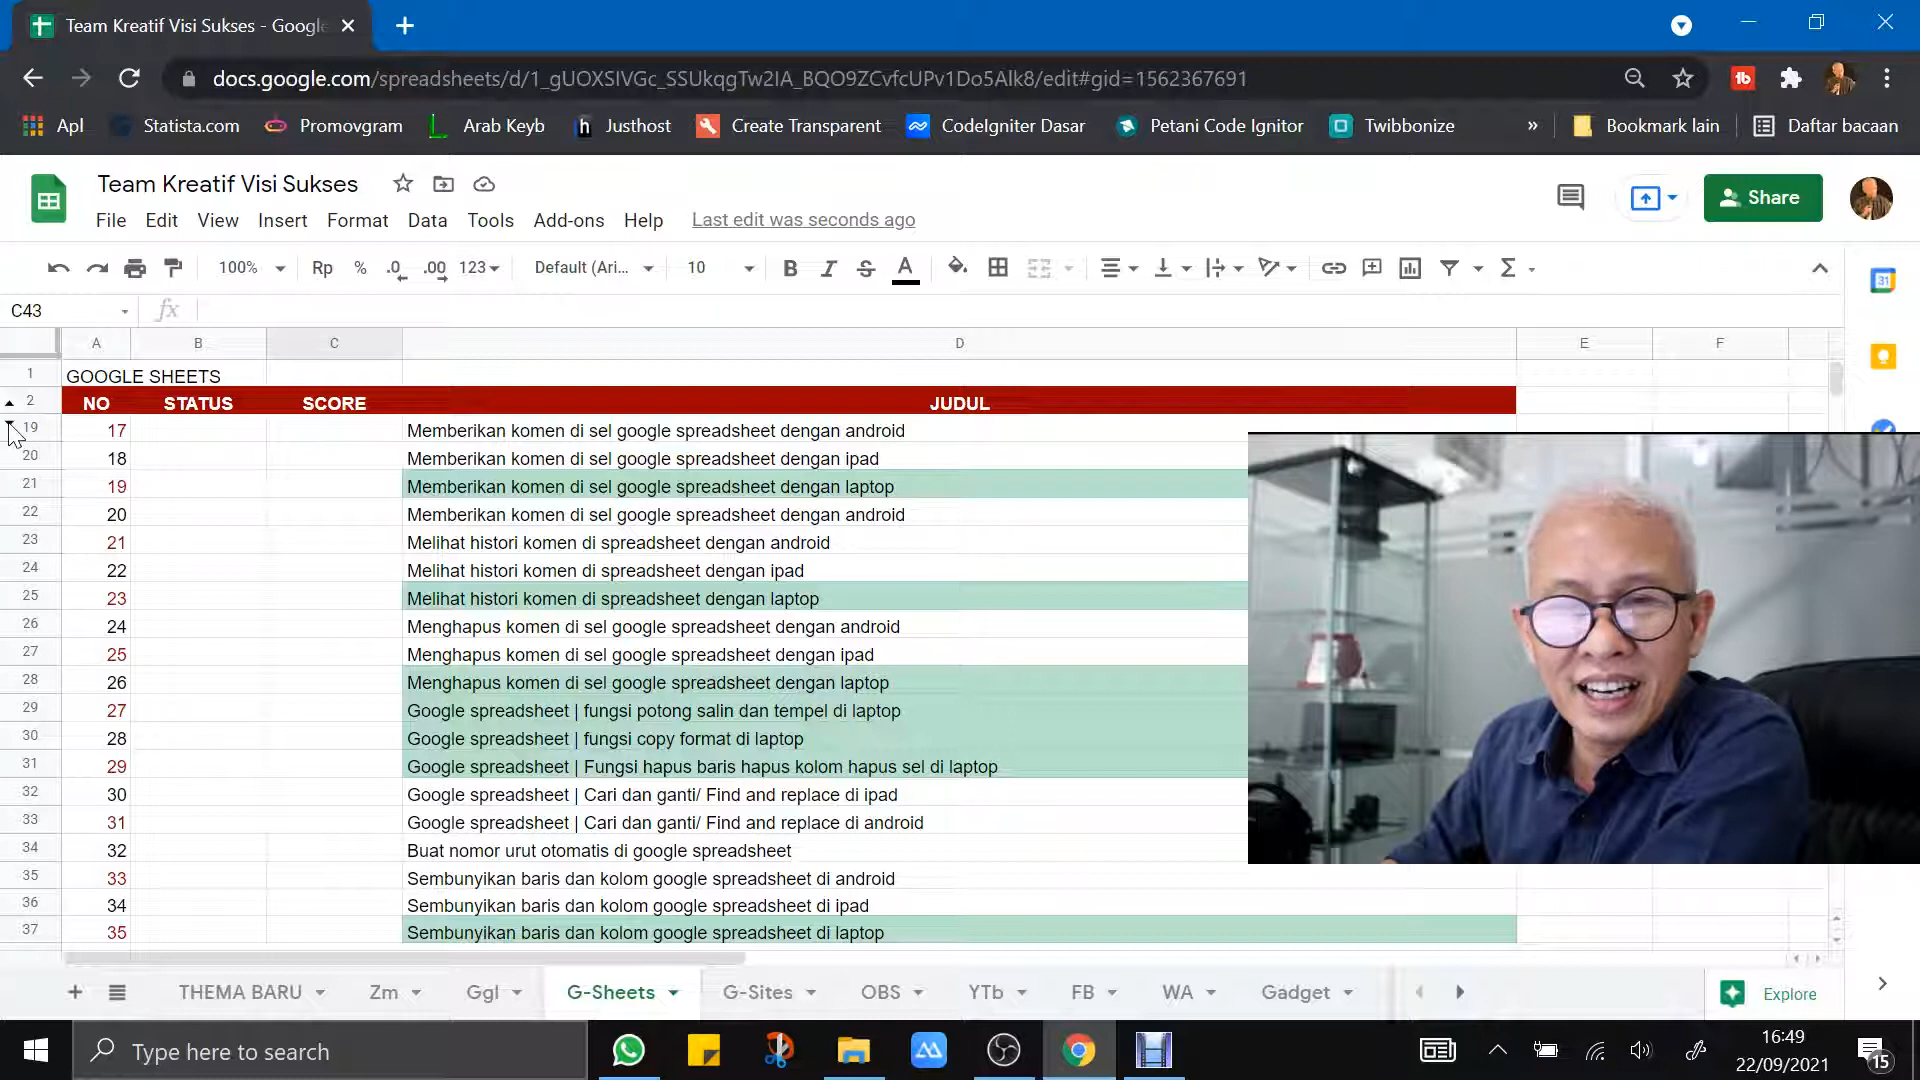 Team Kreatif Visi Sukses - Google
docs.google.com/spreadsheets/d/1_gUOXSIVGc_SSUkqgTw2IA_BQO9ZCvfcUPv1Do5Alk8/edit#gid=1562367691
Apl Statista.com Promovgram Arab Keyb Justhost Create Transparent CodeIgniter Dasar Petani Code Ignitor Twibbonize » Bookmark lain Daftar bacaan
Team Kreatif Visi Sukses
Share
File Edit View Insert Format Data Tools Add-ons Help Last edit was seconds ago
100% Rp % .0 .00 123 Default (Ari... 10 B I S A Σ
31
C43 fx
A B C D E F
1 GOOGLE SHEETS
2 NO STATUS SCORE JUDUL
19 17 Memberikan komen di sel google spreadsheet dengan android
20 18 Memberikan komen di sel google spreadsheet dengan ipad
21 19 Memberikan komen di sel google spreadsheet dengan laptop
22 20 Memberikan komen di sel google spreadsheet dengan android
23 21 Melihat histori komen di spreadsheet dengan android
24 22 Melihat histori komen di spreadsheet dengan ipad
25 23 Melihat histori komen di spreadsheet dengan laptop
26 24 Menghapus komen di sel google spreadsheet dengan android
27 25 Menghapus komen di sel google spreadsheet dengan ipad
28 26 Menghapus komen di sel google spreadsheet dengan laptop
29 27 Google spreadsheet | fungsi potong salin dan tempel di laptop
30 28 Google spreadsheet | fungsi copy format di laptop
31 29 Google spreadsheet | Fungsi hapus baris hapus kolom hapus sel di laptop
32 30 Google spreadsheet | Cari dan ganti/ Find and replace di ipad
33 31 Google spreadsheet | Cari dan ganti/ Find and replace di android
34 32 Buat nomor urut otomatis di google spreadsheet
35 33 Sembunyikan baris dan kolom google spreadsheet di android
36 34 Sembunyikan baris dan kolom google spreadsheet di ipad
37 35 Sembunyikan baris dan kolom google spreadsheet di laptop
+ THEMA BARU Zm Ggl G-Sheets G-Sites OBS YTb FB WA Gadget Explore
Type here to search
16:49
22/09/2021
15